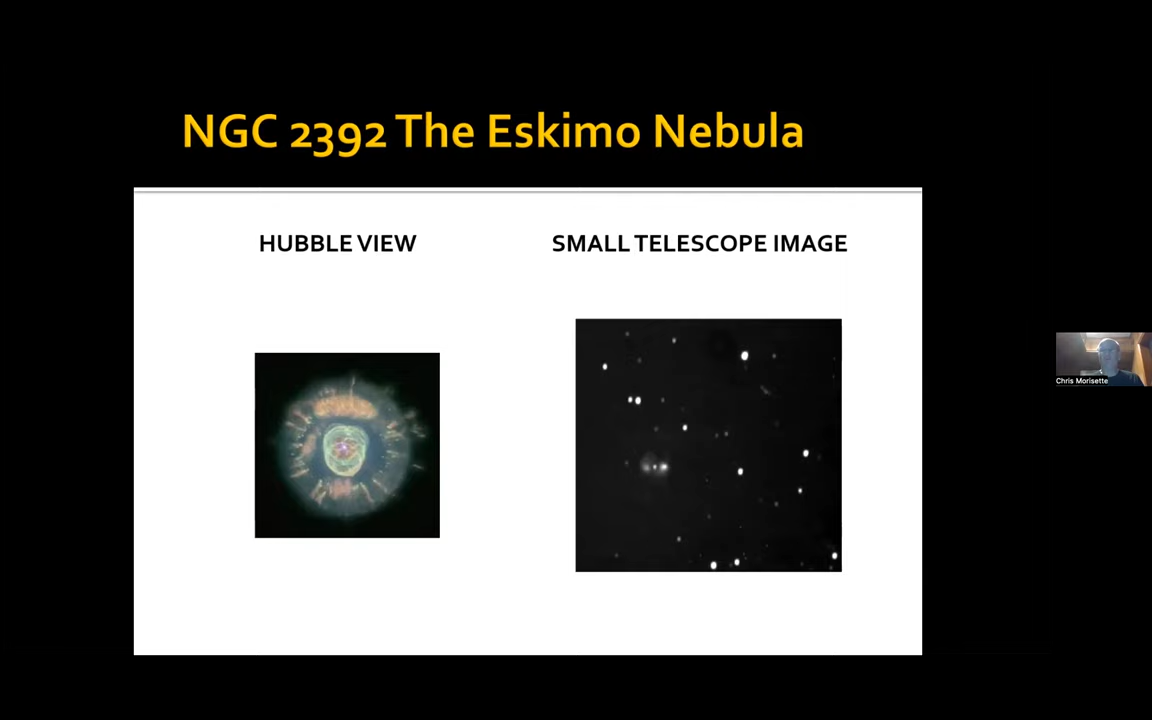 NGC 2392 The Eskimo Nebula
HUBBLE VIEW
SMALL TELESCOPE IMAGE
Chris Morisette